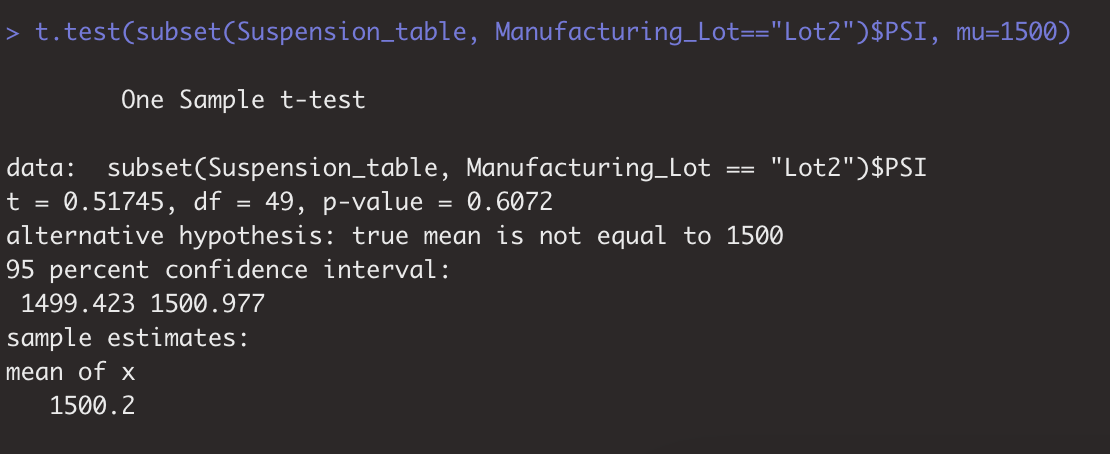 > t.test(subset(Suspension_table, Manufacturing_Lot=="Lot2")$PSI, mu=1500)
One Sample t-test
data:  subset(Suspension_table, Manufacturing_Lot == "Lot2")$PSI
t = 0.51745, df = 49, p-value = 0.6072
alternative hypothesis: true mean is not equal to 1500
95 percent confidence interval:
1499.423 1500.977
sample estimates:
mean of x
1500.2